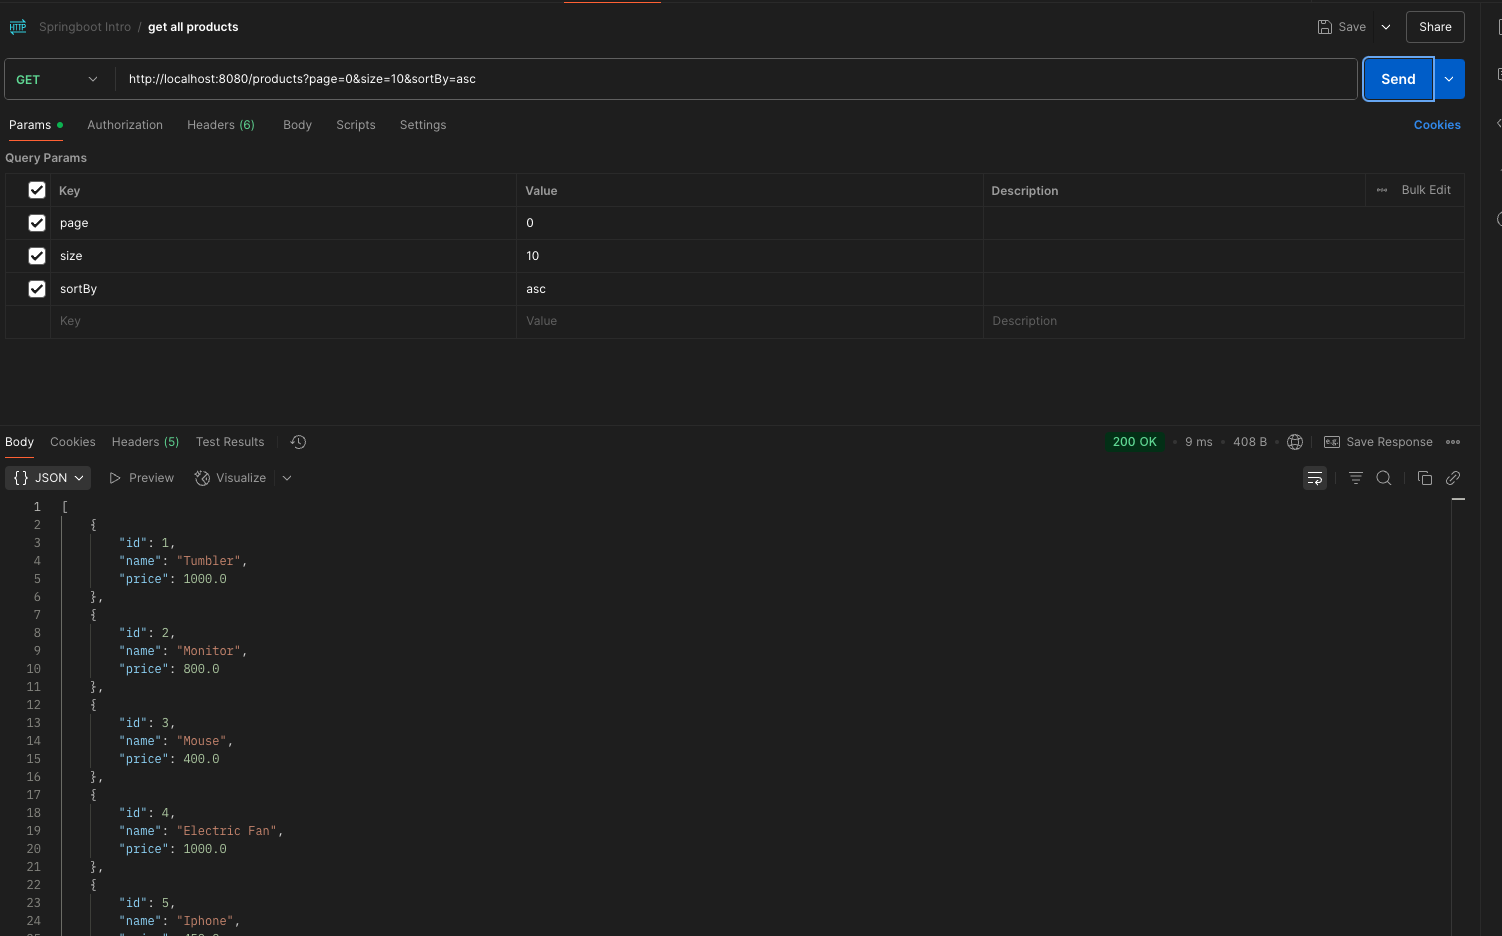 HTTP Springboot Intro / get all products Save Share
GET http://localhost:8080/products?page=0&size=10&sortBy=asc Send
Params Authorization Headers (6) Body Scripts Settings Cookies
Query Params
Key Value Description Bulk Edit
page 0
size 10
sortBy asc
Key Value Description
Body Cookies Headers (5) Test Results 200 OK 9 ms 408 B e.g. Save Response
{} JSON Preview Visualize
1 [
2 {
3 "id": 1,
4 "name": "Tumbler",
5 "price": 1000.0
6 },
7 {
8 "id": 2,
9 "name": "Monitor",
10 "price": 800.0
11 },
12 {
13 "id": 3,
14 "name": "Mouse",
15 "price": 400.0
16 },
17 {
18 "id": 4,
19 "name": "Electric Fan",
20 "price": 1000.0
21 },
22 {
23 "id": 5,
24 "name": "Iphone",